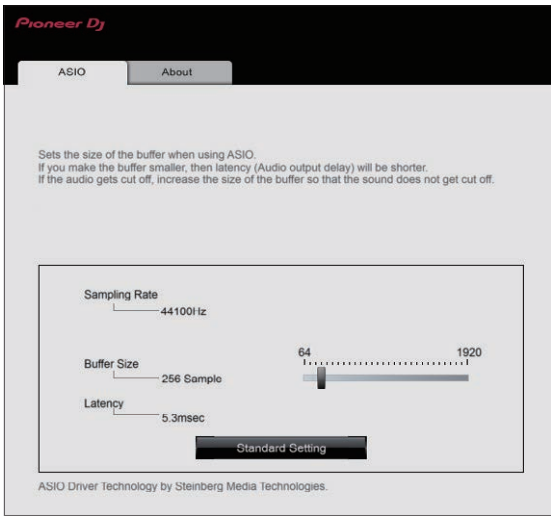 Pioneer Dj
ASIO About
Sets the size of the buffer when using ASIO.
If you make the buffer smaller, then latency (Audio output delay) will be shorter.
If the audio gets cut off, increase the size of the buffer so that the sound does not get cut off.
Sampling Rate
44100Hz
64 1920
Buffer Size
256 Sample
Latency
5.3msec
Standard Setting
ASIO Driver Technology by Steinberg Media Technologies.